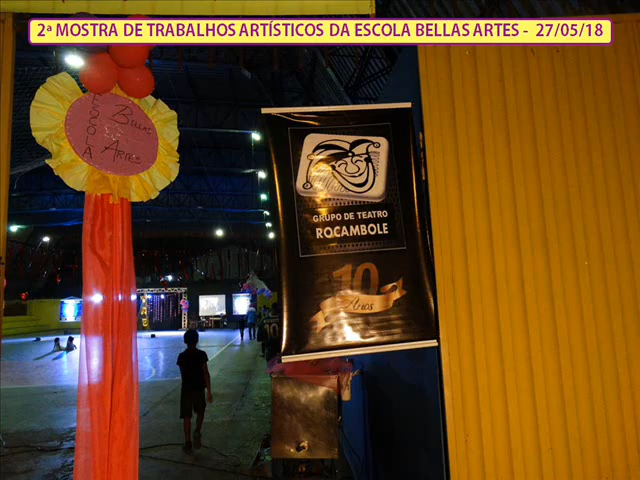 2ª MOSTRA DE TRABALHOS ARTÍSTICOS DA ESCOLA BELLAS ARTES - 27/05/18
ESCOLA
BELLAS
ARTES
GRUPO DE TEATRO
ROCAMBOLE
10
Anos
10